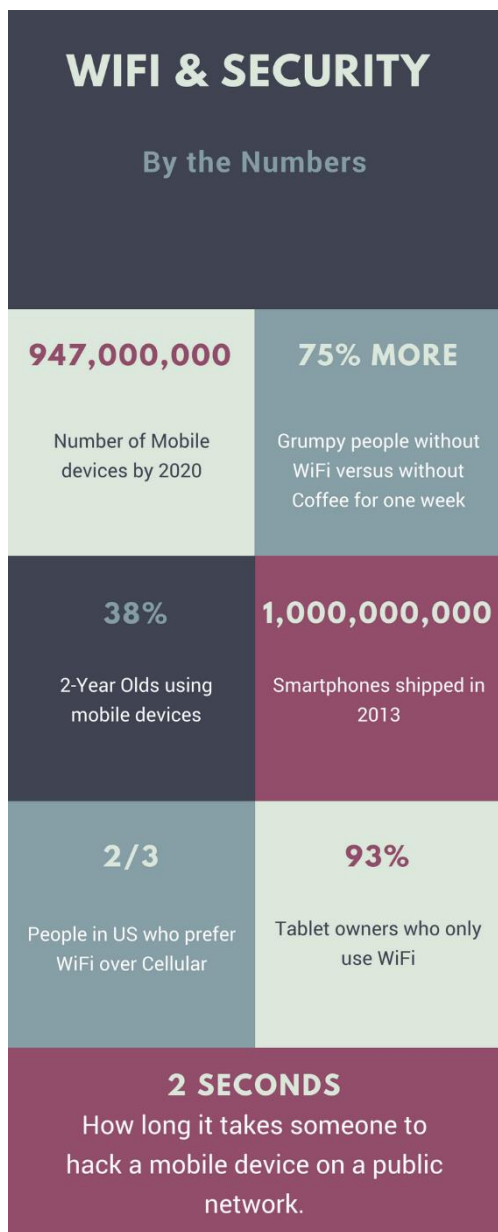 WIFI & SECURITY
By the Numbers
947,000,000
Number of Mobile
devices by 2020
75% MORE
Grumpy people without
WiFi versus without
Coffee for one week
38%
2-Year Olds using
mobile devices
1,000,000,000
Smartphones shipped in
2013
2/3
People in US who prefer
WiFi over Cellular
93%
Tablet owners who only
use WiFi
2 SECONDS
How long it takes someone to
hack a mobile device on a public
network.